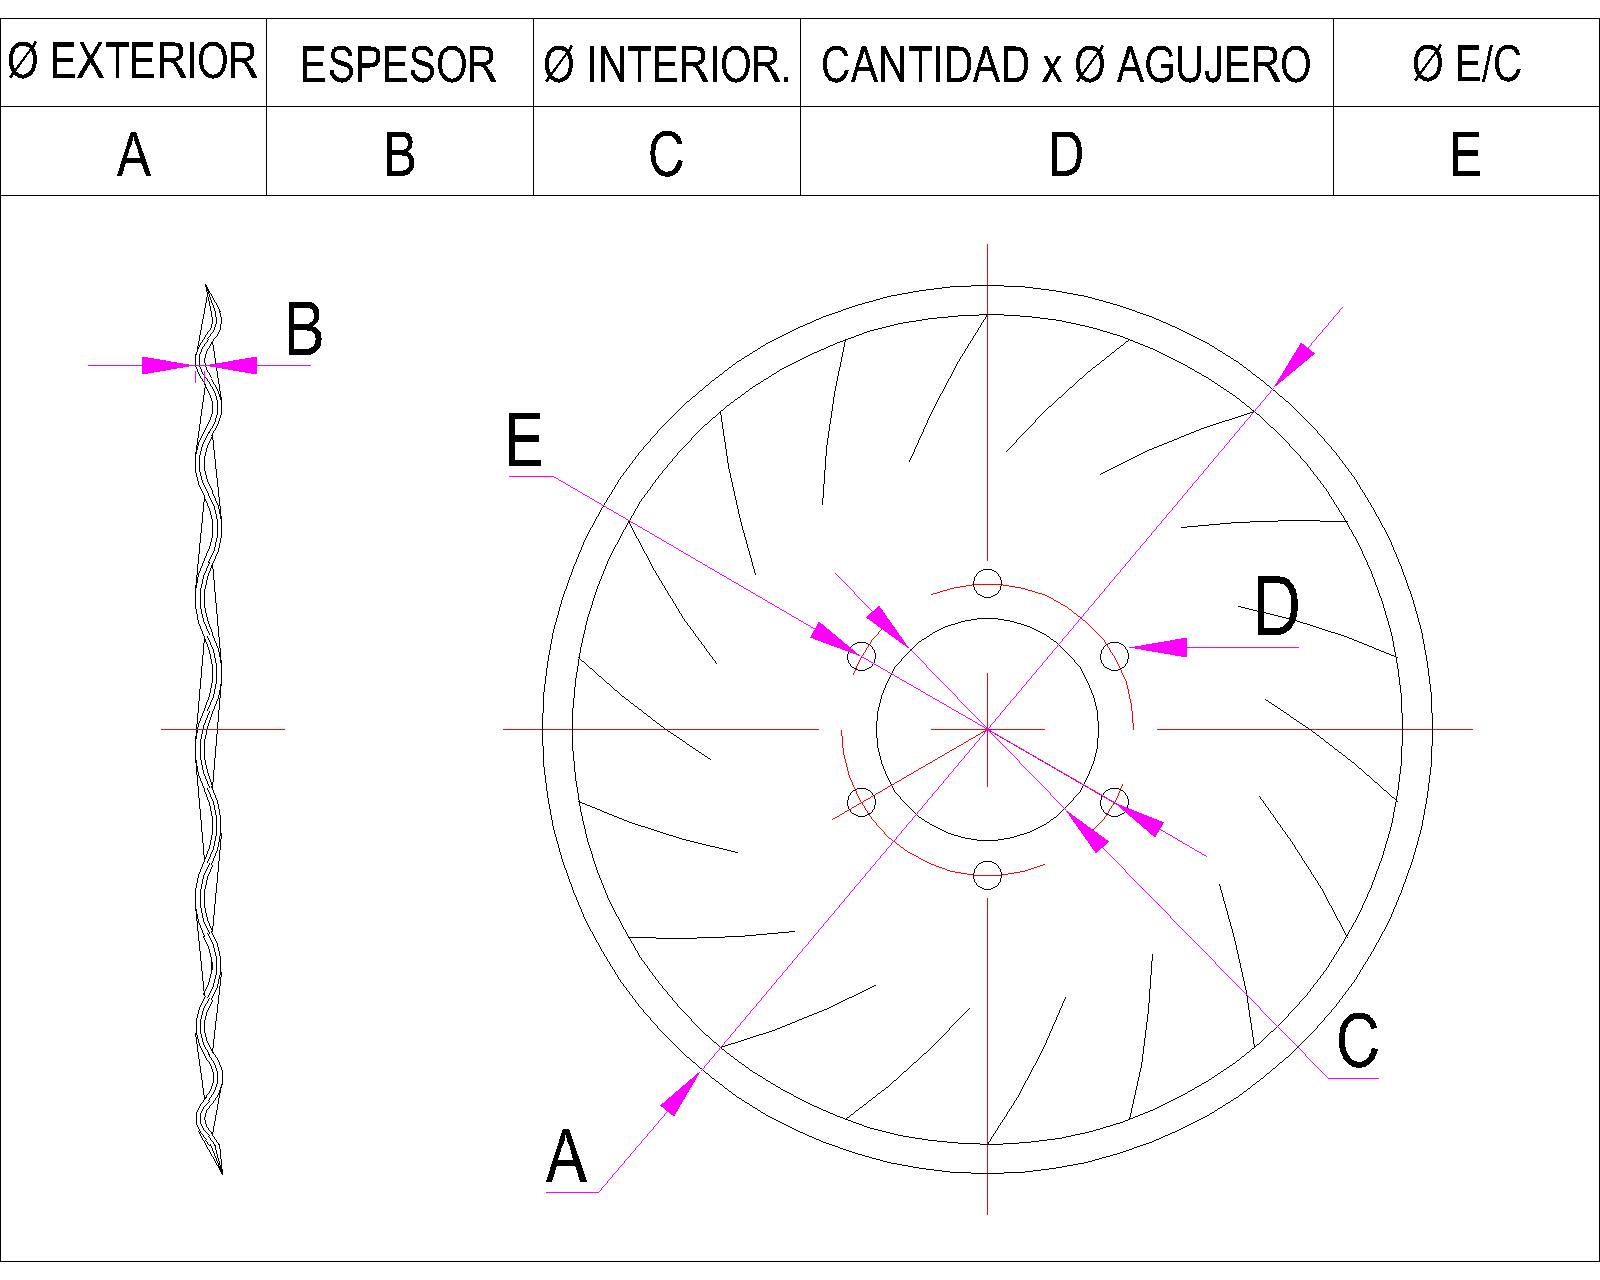 Ø EXTERIOR ESPESOR Ø INTERIOR. CANTIDAD x Ø AGUJERO Ø E/C
A B C D E
B
E
D
C
A